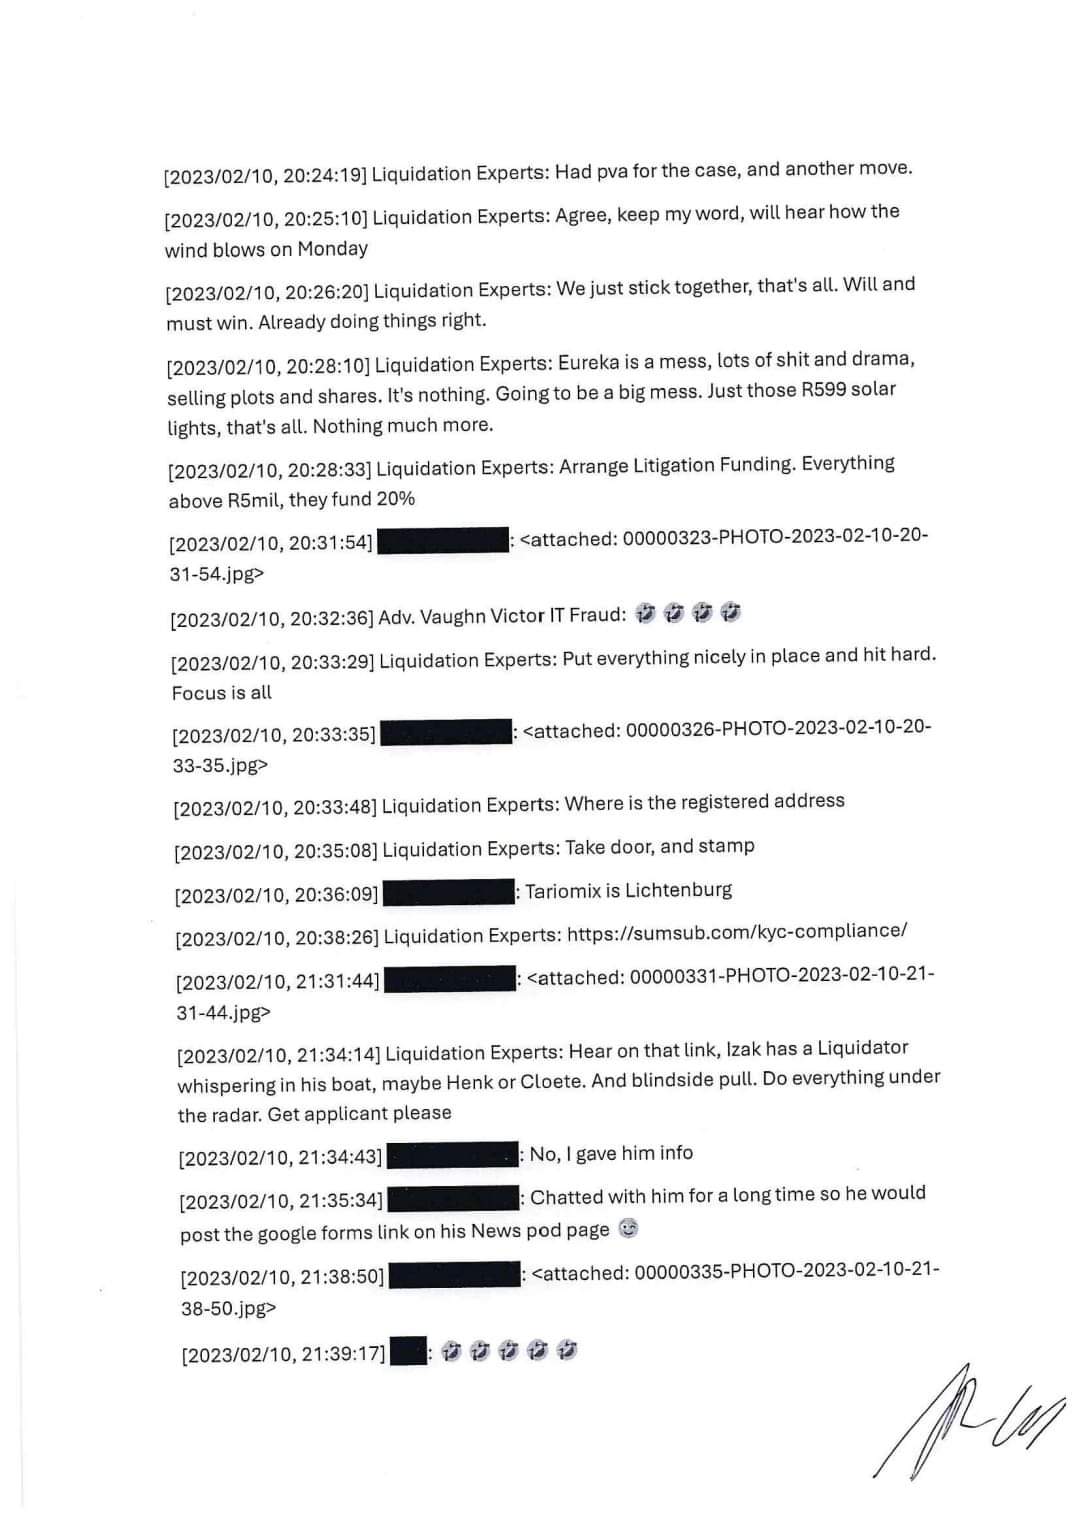 [2023/02/10, 20:24:19] Liquidation Experts: Had pva for the case, and another move.
[2023/02/10, 20:25:10] Liquidation Experts: Agree, keep my word, will hear how the
wind blows on Monday
[2023/02/10, 20:26:20] Liquidation Experts: We just stick together, that's all. Will and
must win. Already doing things right.
[2023/02/10, 20:28:10] Liquidation Experts: Eureka is a mess, lots of shit and drama,
selling plots and shares. It's nothing. Going to be a big mess. Just those R599 solar
lights, that's all. Nothing much more.
[2023/02/10, 20:28:33] Liquidation Experts: Arrange Litigation Funding. Everything
above R5mil, they fund 20%
[2023/02/10, 20:31:54] : <attached: 00000323-PHOTO-2023-02-10-20-
31-54.jpg>
[2023/02/10, 20:32:36] Adv. Vaughn Victor IT Fraud: 🤣 🤣 🤣 🤣
[2023/02/10, 20:33:29] Liquidation Experts: Put everything nicely in place and hit hard.
Focus is all
[2023/02/10, 20:33:35] : <attached: 00000326-PHOTO-2023-02-10-20-
33-35.jpg>
[2023/02/10, 20:33:48] Liquidation Experts: Where is the registered address
[2023/02/10, 20:35:08] Liquidation Experts: Take door, and stamp
[2023/02/10, 20:36:09] : Tariomix is Lichtenburg
[2023/02/10, 20:38:26] Liquidation Experts: https://sumsub.com/kyc-compliance/
[2023/02/10, 21:31:44] : <attached: 00000331-PHOTO-2023-02-10-21-
31-44.jpg>
[2023/02/10, 21:34:14] Liquidation Experts: Hear on that link, Izak has a Liquidator
whispering in his boat, maybe Henk or Cloete. And blindside pull. Do everything under
the radar. Get applicant please
[2023/02/10, 21:34:43] : No, I gave him info
[2023/02/10, 21:35:34] : Chatted with him for a long time so he would
post the google forms link on his News pod page 😉
[2023/02/10, 21:38:50] : <attached: 00000335-PHOTO-2023-02-10-21-
38-50.jpg>
[2023/02/10, 21:39:17] : 🤣 🤣 🤣 🤣 🤣